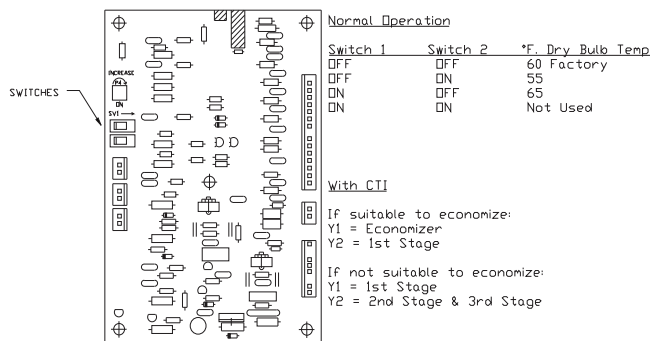 Normal Operation
Switch 1 Switch 2 °F. Dry Bulb Temp
OFF OFF 60 Factory
OFF ON 55
ON OFF 65
ON ON Not Used
INCREASE
P4
ON
SWITCHES
SW1
With CTI
If suitable to economize:
Y1 = Economizer
Y2 = 1st Stage
If not suitable to economize:
Y1 = 1st Stage
Y2 = 2nd Stage & 3rd Stage